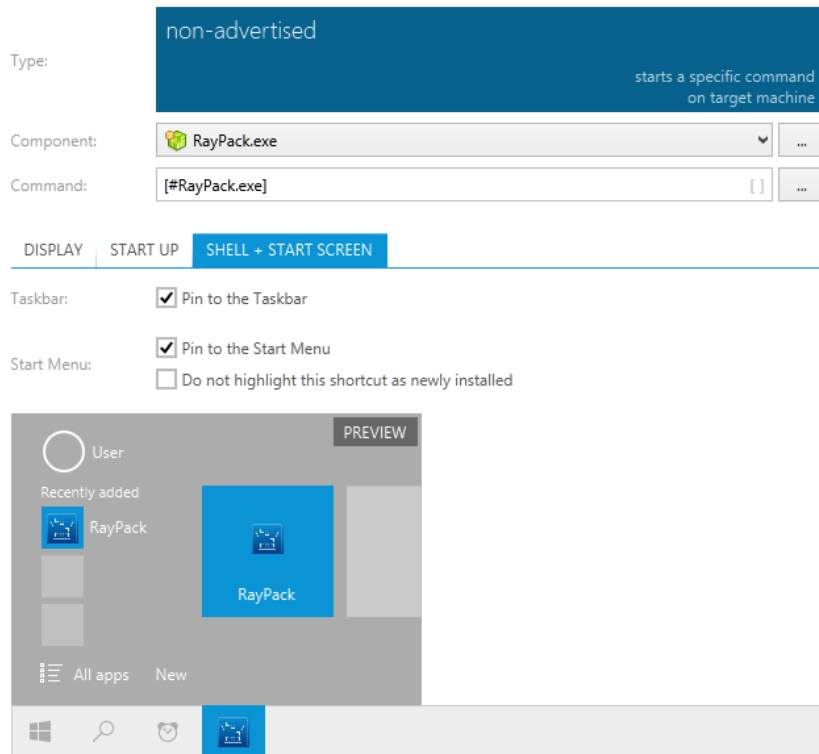 non-advertised
Type:
starts a specific command
on target machine
Component: RayPack.exe ...
Command: [#RayPack.exe] [ ] ...
DISPLAY START UP SHELL + START SCREEN
Taskbar: Pin to the Taskbar
Pin to the Start Menu
Start Menu:
Do not highlight this shortcut as newly installed
PREVIEW
User
Recently added
RayPack
RayPack
All apps New